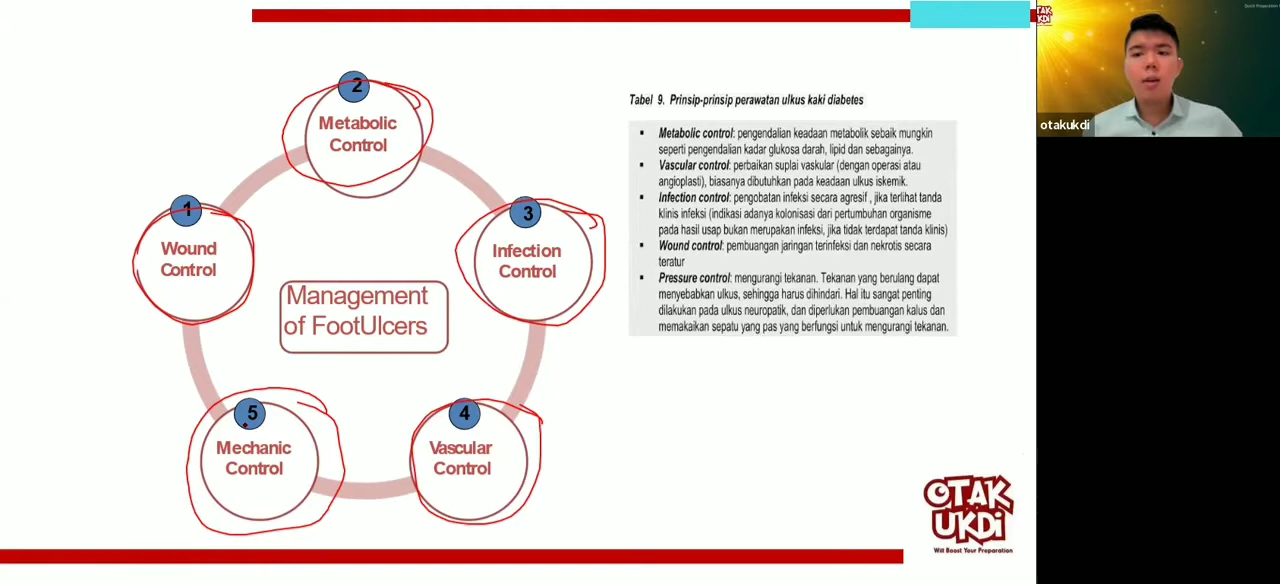 2
Metabolic
Control
1
Wound
Control
3
Infection
Control
Management
of FootUlcers
5
Mechanic
Control
4
Vascular
Control
Tabel 9. Prinsip-prinsip perawatan ulkus kaki diabetes
▪ Metabolic control: pengendalian keadaan metabolik sebaik mungkin
seperti pengendalian kadar glukosa darah, lipid dan sebagainya.
▪ Vascular control: perbaikan suplai vaskular (dengan operasi atau
angioplasti), biasanya dibutuhkan pada keadaan ulkus iskemik.
▪ Infection control: pengobatan infeksi secara agresif , jika terlihat tanda
klinis infeksi (indikasi adanya kolonisasi dari pertumbuhan organisme
pada hasil usap bukan merupakan infeksi, jika tidak terdapat tanda klinis)
▪ Wound control: pembuangan jaringan terinfeksi dan nekrotis secara
teratur
▪ Pressure control: mengurangi tekanan. Tekanan yang berulang dapat
menyebabkan ulkus, sehingga harus dihindari. Hal itu sangat penting
dilakukan pada ulkus neuropatik, dan diperlukan pembuangan kalus dan
memakaikan sepatu yang pas yang berfungsi untuk mengurangi tekanan.
OTAK
UKDi
Will Boost Your Preparation
otakukdi